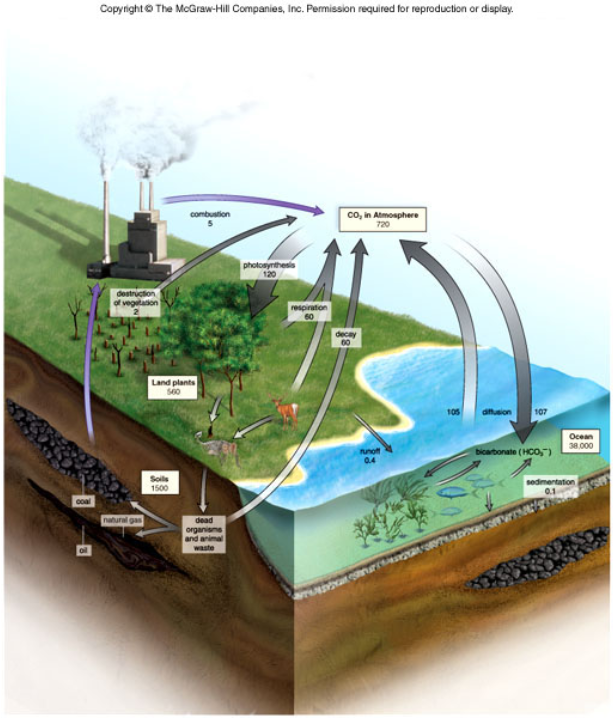 Copyright © The McGraw-Hill Companies, Inc. Permission required for reproduction or display.
combustion
5
CO₂ in Atmosphere
720
photosynthesis
120
destruction
of vegetation
2
respiration
60
decay
60
Land plants
560
105
diffusion
107
Ocean
38,000
runoff
0.4
bicarbonate (HCO₃⁻)
Soils
1500
sedimentation
0.1
coal
natural gas
dead
organisms
and animal
waste
oil